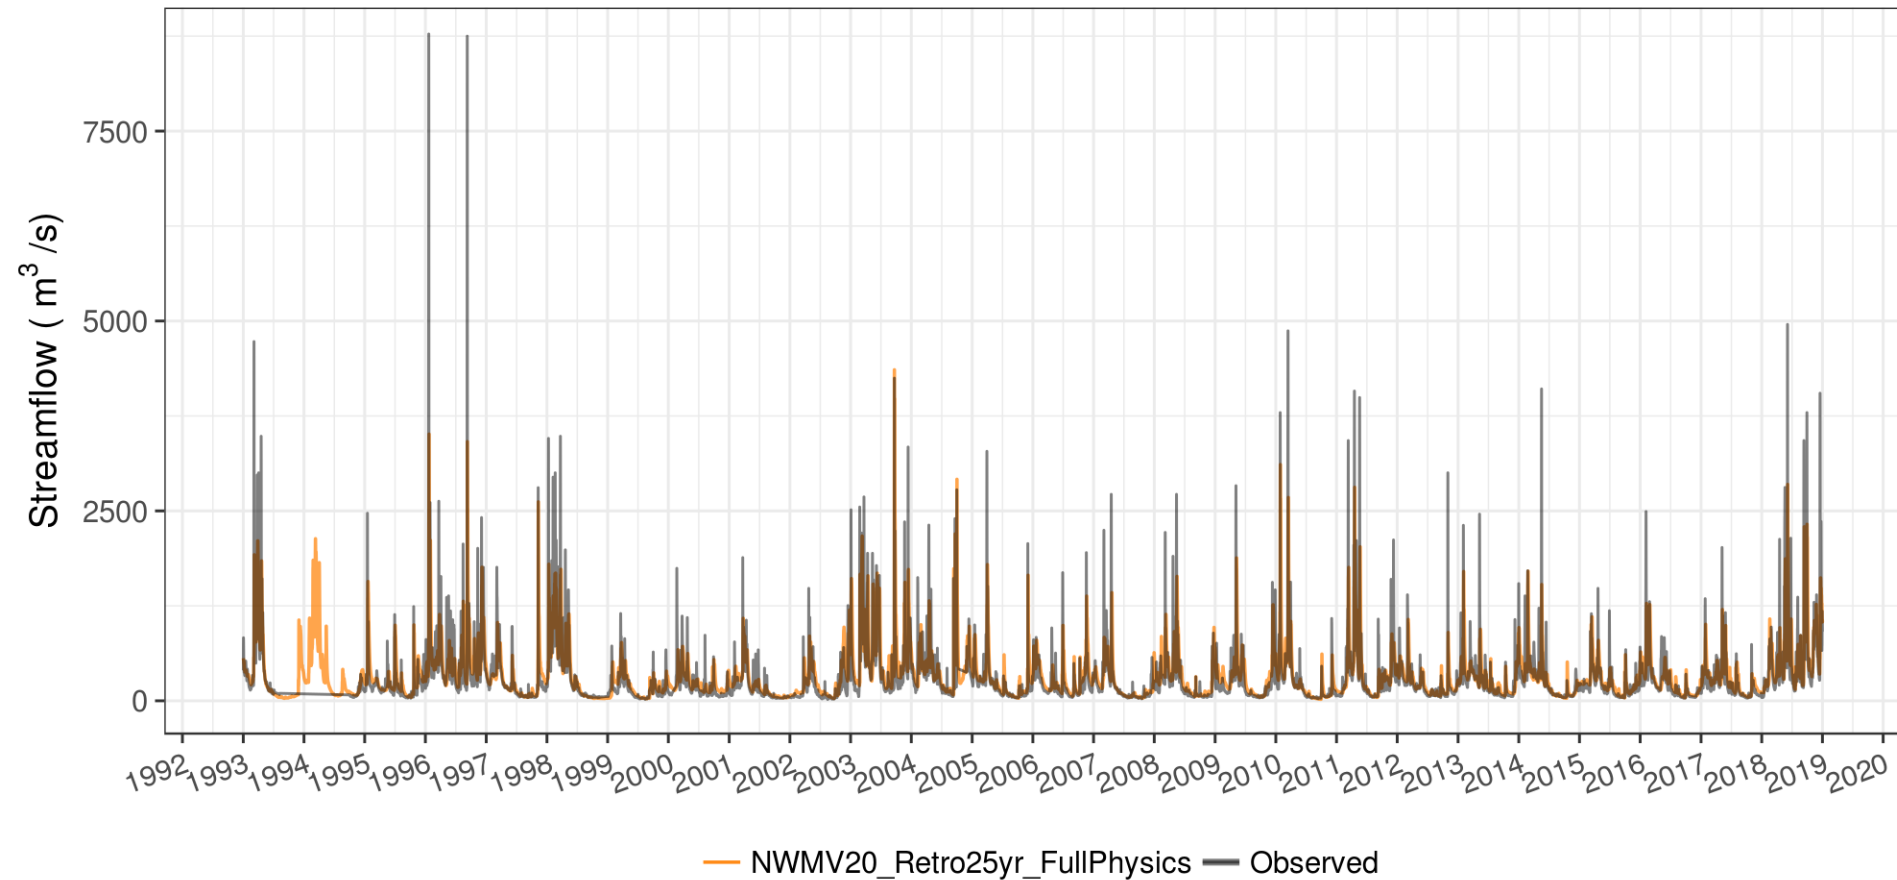 Streamflow ( m³ /s)
7500
5000
2500
0
1992 1993 1994 1995 1996 1997 1998 1999 2000 2001 2002 2003 2004 2005 2006 2007 2008 2009 2010 2011 2012 2013 2014 2015 2016 2017 2018 2019 2020
NWMV20_Retro25yr_FullPhysics Observed